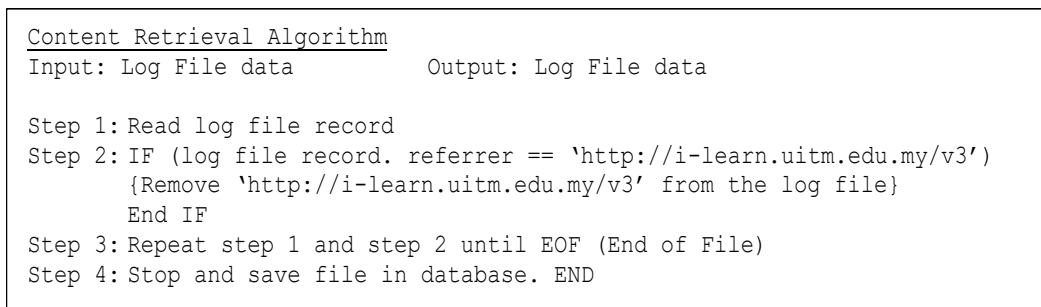 Content Retrieval Algorithm
Input: Log File data Output: Log File data
Step 1: Read log file record
Step 2: IF (log file record. referrer == ‘http://i-learn.uitm.edu.my/v3’)
{Remove ‘http://i-learn.uitm.edu.my/v3’ from the log file}
End IF
Step 3: Repeat step 1 and step 2 until EOF (End of File)
Step 4: Stop and save file in database. END